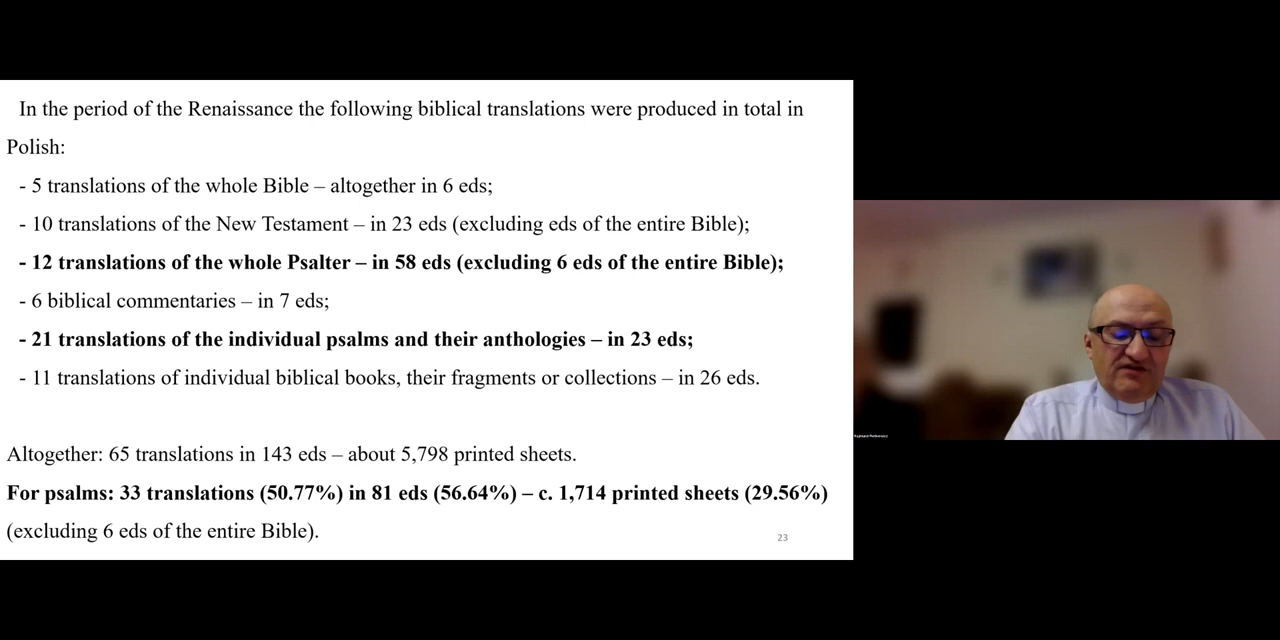 In the period of the Renaissance the following biblical translations were produced in total in
Polish:
- 5 translations of the whole Bible – altogether in 6 eds;
- 10 translations of the New Testament – in 23 eds (excluding eds of the entire Bible);
- 12 translations of the whole Psalter – in 58 eds (excluding 6 eds of the entire Bible);
- 6 biblical commentaries – in 7 eds;
- 21 translations of the individual psalms and their anthologies – in 23 eds;
- 11 translations of individual biblical books, their fragments or collections – in 26 eds.
Altogether: 65 translations in 143 eds – about 5,798 printed sheets.
For psalms: 33 translations (50.77%) in 81 eds (56.64%) – c. 1,714 printed sheets (29.56%)
(excluding 6 eds of the entire Bible).
23